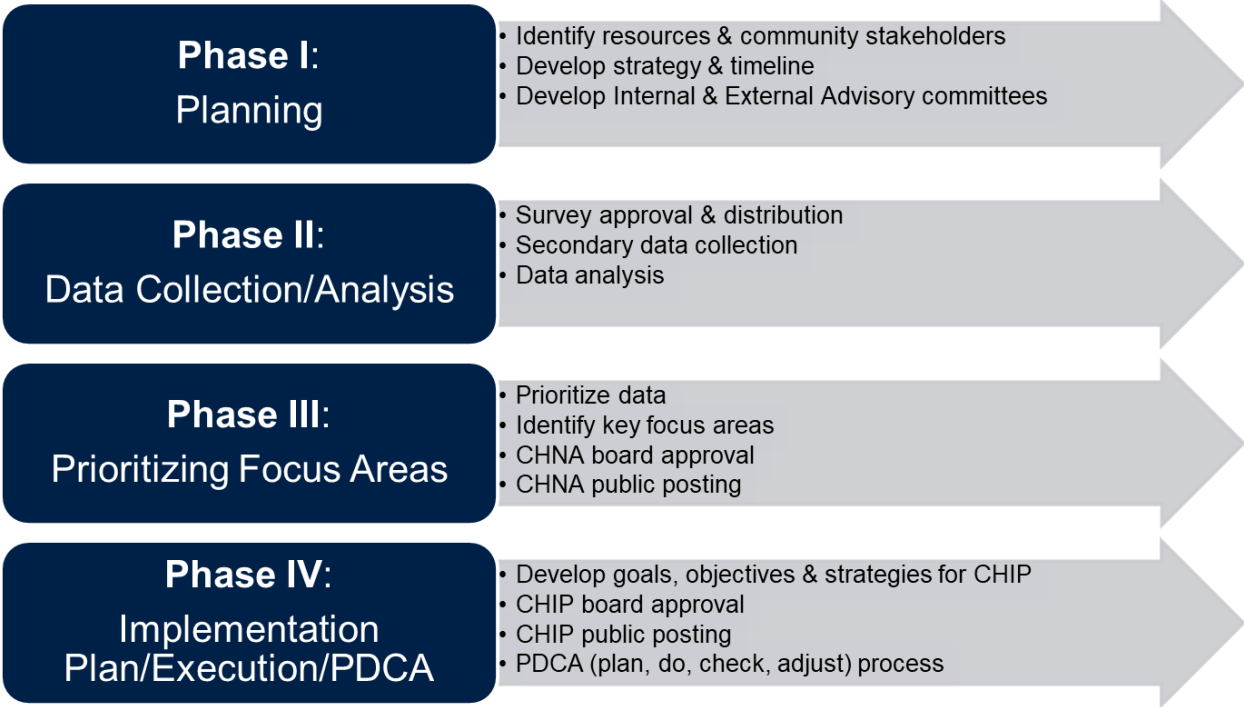 Phase I:
Planning
• Identify resources & community stakeholders
• Develop strategy & timeline
• Develop Internal & External Advisory committees
Phase II:
Data Collection/Analysis
• Survey approval & distribution
• Secondary data collection
• Data analysis
Phase III:
Prioritizing Focus Areas
• Prioritize data
• Identify key focus areas
• CHNA board approval
• CHNA public posting
Phase IV:
Implementation
Plan/Execution/PDCA
• Develop goals, objectives & strategies for CHIP
• CHIP board approval
• CHIP public posting
• PDCA (plan, do, check, adjust) process